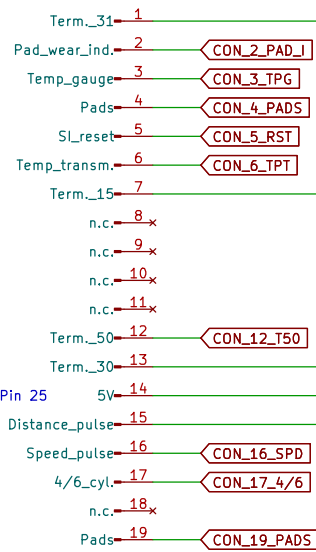 Term._31 1
Pad_wear_ind. 2 CON_2_PAD_I
Temp_gauge 3 CON_3_TPG
Pads 4 CON_4_PADS
SI_reset 5 CON_5_RST
Temp_transm. 6 CON_6_TPT
Term._15 7
n.c. 8
n.c. 9
n.c. 10
n.c. 11
Term._50 12 CON_12_T50
Term._30 13
Pin 25 5V 14
Distance_pulse 15
Speed_pulse 16 CON_16_SPD
4/6_cyl. 17 CON_17_4/6
n.c. 18
Pads 19 CON_19_PADS